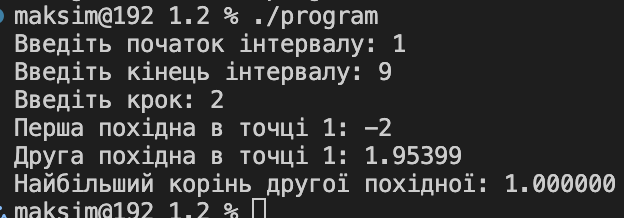 maksim@192 1.2 % ./program
Введіть початок інтервалу: 1
Введіть кінець інтервалу: 9
Введіть крок: 2
Перша похідна в точці 1: -2
Друга похідна в точці 1: 1.95399
Найбільший корінь другої похідної: 1.000000
maksim@192 1.2 %